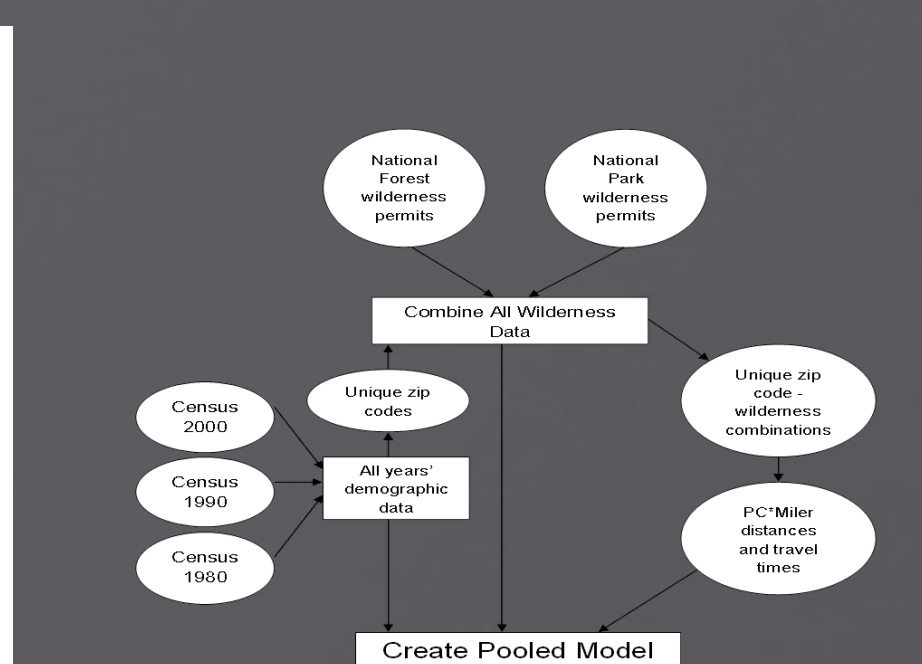 National
Forest
wilderness
permits
National
Park
wilderness
permits
Combine All Wilderness
Data
Unique zip
codes
Unique zip
code -
wilderness
combinations
Census
2000
Census
1990
Census
1980
All years'
demographic
data
PC*Miler
distances
and travel
times
Create Pooled Model